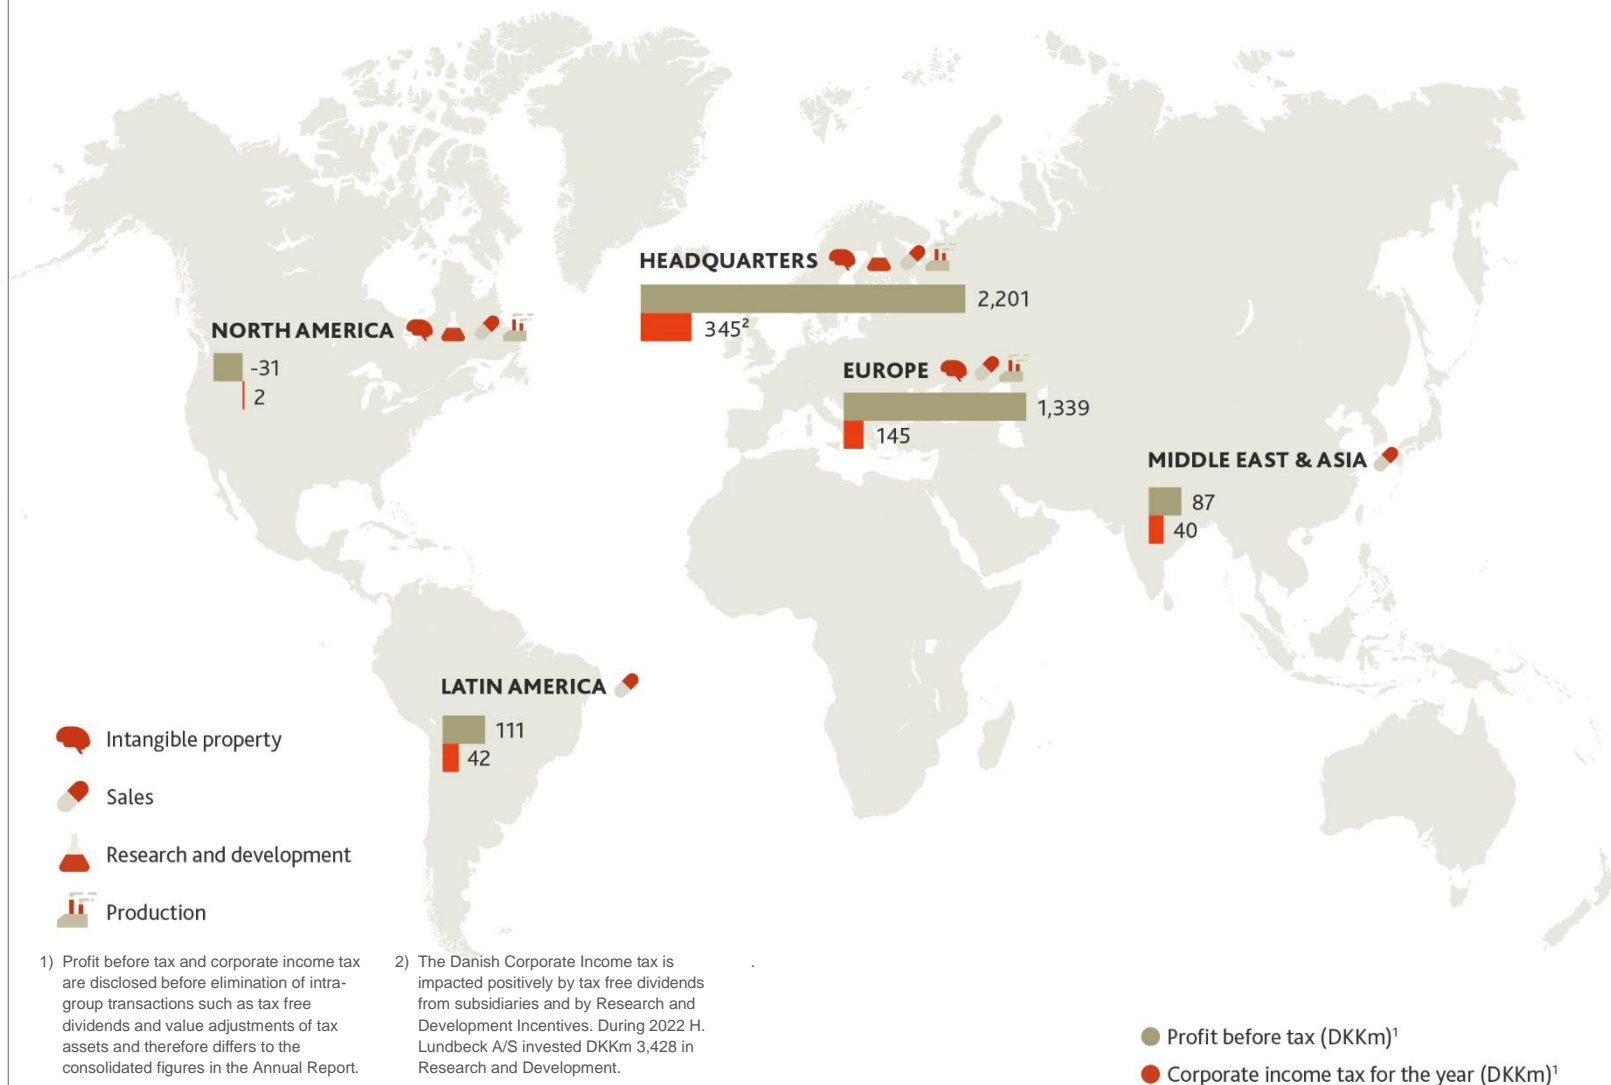 HEADQUARTERS
2,201
345²
NORTH AMERICA
-31
2
EUROPE
1,339
145
MIDDLE EAST & ASIA
87
40
LATIN AMERICA
111
42
Intangible property
Sales
Research and development
Production
1) Profit before tax and corporate income tax
are disclosed before elimination of intra-
group transactions such as tax free
dividends and value adjustments of tax
assets and therefore differs to the
consolidated figures in the Annual Report.
2) The Danish Corporate Income tax is
impacted positively by tax free dividends
from subsidiaries and by Research and
Development Incentives. During 2022 H.
Lundbeck A/S invested DKKm 3,428 in
Research and Development.
.
Profit before tax (DKKm)¹
Corporate income tax for the year (DKKm)¹